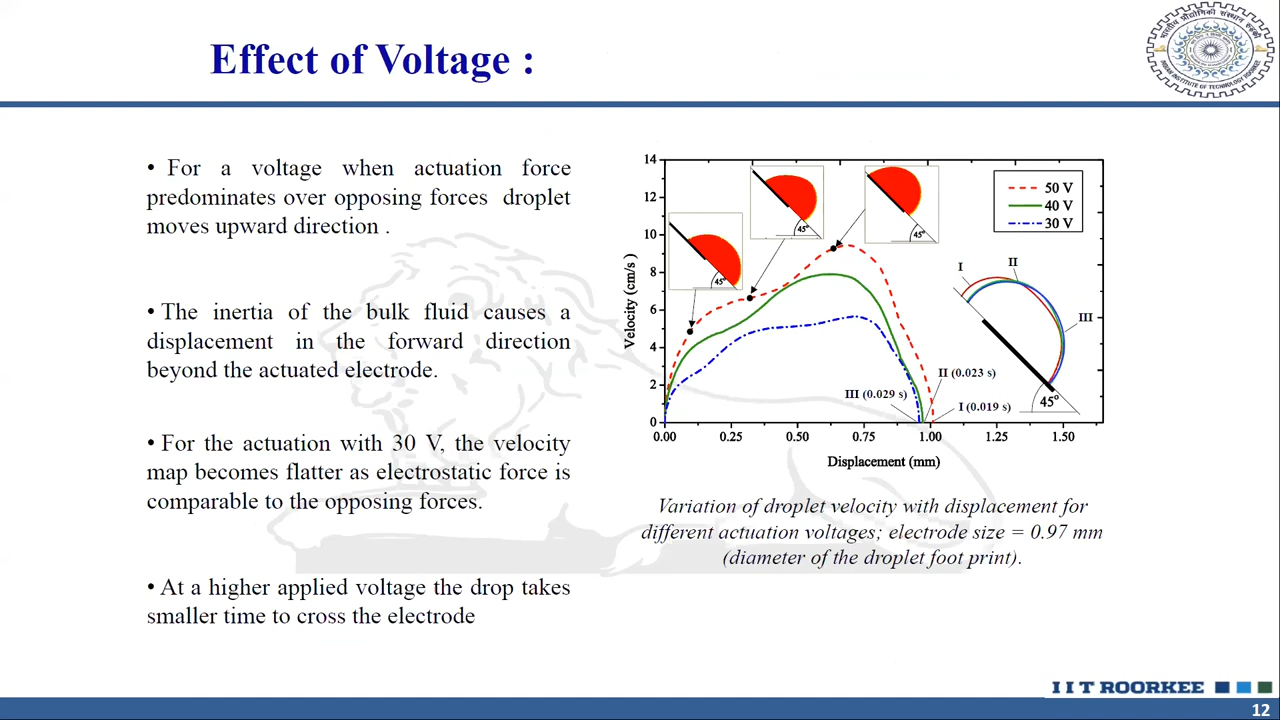 Effect of Voltage :
• For a voltage when actuation force
predominates over opposing forces droplet
moves upward direction .
• The inertia of the bulk fluid causes a
displacement in the forward direction
beyond the actuated electrode.
• For the actuation with 30 V, the velocity
map becomes flatter as electrostatic force is
comparable to the opposing forces.
• At a higher applied voltage the drop takes
smaller time to cross the electrode
14
12
10
8
6
4
2
0
Velocity (cm/s )
45°
45°
45°
50 V
40 V
30 V
I
II
III
45°
II (0.023 s)
III (0.029 s)
I (0.019 s)
0.00 0.25 0.50 0.75 1.00 1.25 1.50
Displacement (mm)
Variation of droplet velocity with displacement for
different actuation voltages; electrode size = 0.97 mm
(diameter of the droplet foot print).
IIT ROORKEE
12